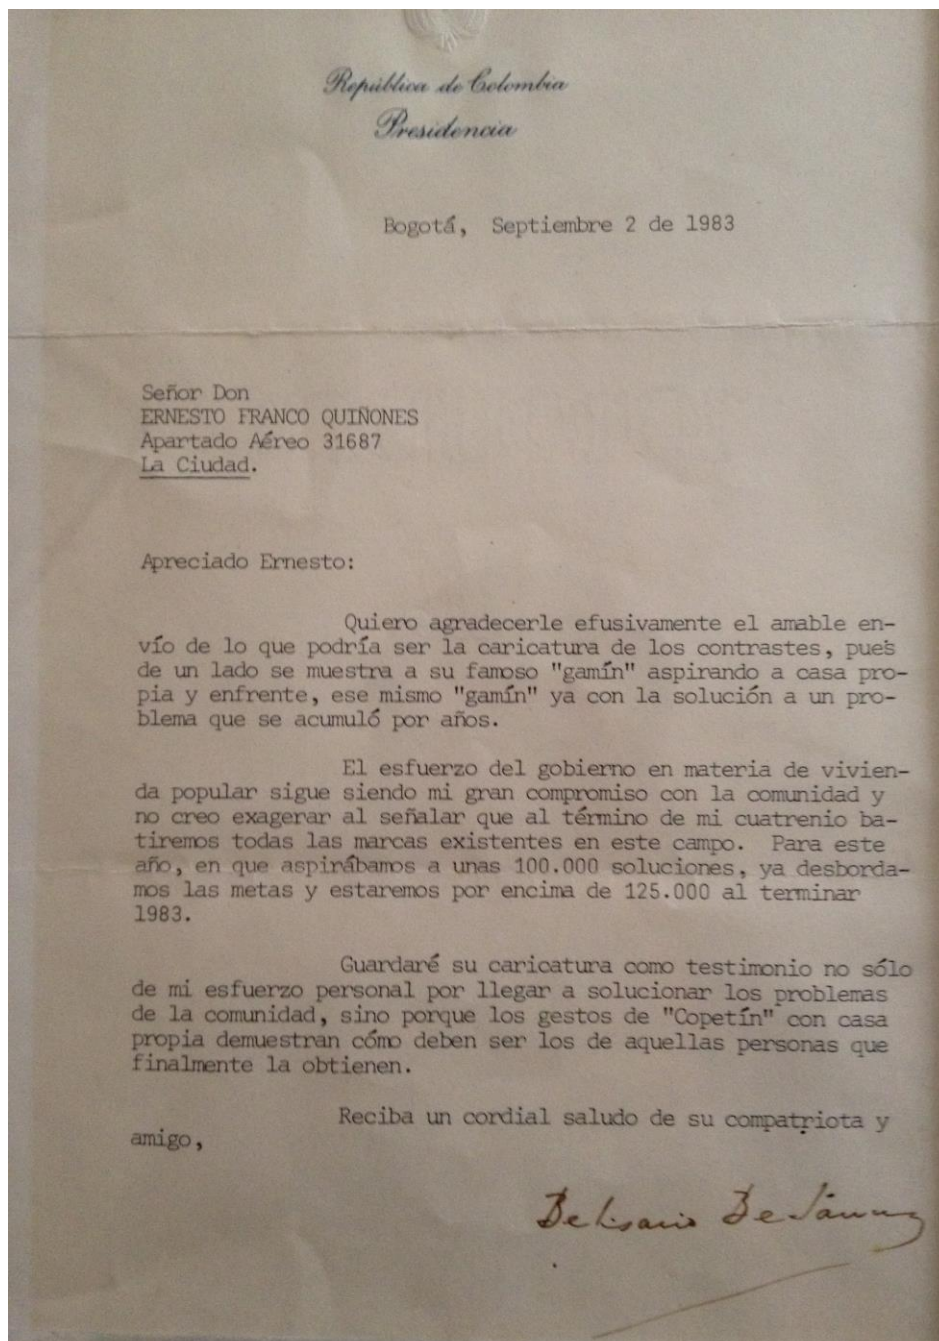 República de Colombia
Presidencia
Bogotá, Septiembre 2 de 1983
Señor Don
ERNESTO FRANCO QUIÑONES
Apartado Aéreo 31687
La Ciudad.
Apreciado Ernesto:
Quiero agradecerle efusivamente el amable en-
vío de lo que podría ser la caricatura de los contrastes, pues
de un lado se muestra a su famoso "gamín" aspirando a casa pro-
pia y enfrente, ese mismo "gamín" ya con la solución a un pro-
blema que se acumuló por años.
El esfuerzo del gobierno en materia de vivien-
da popular sigue siendo mi gran compromiso con la comunidad y
no creo exagerar al señalar que al término de mi cuatrenio ba-
tiremos todas las marcas existentes en este campo. Para este
año, en que aspirábamos a unas 100.000 soluciones, ya desborda-
mos las metas y estaremos por encima de 125.000 al terminar
1983.
Guardaré su caricatura como testimonio no sólo
de mi esfuerzo personal por llegar a solucionar los problemas
de la comunidad, sino porque los gestos de "Copetín" con casa
propia demuestran cómo deben ser los de aquellas personas que
finalmente la obtienen.
Reciba un cordial saludo de su compatriota y
amigo,
Belisario Betancur